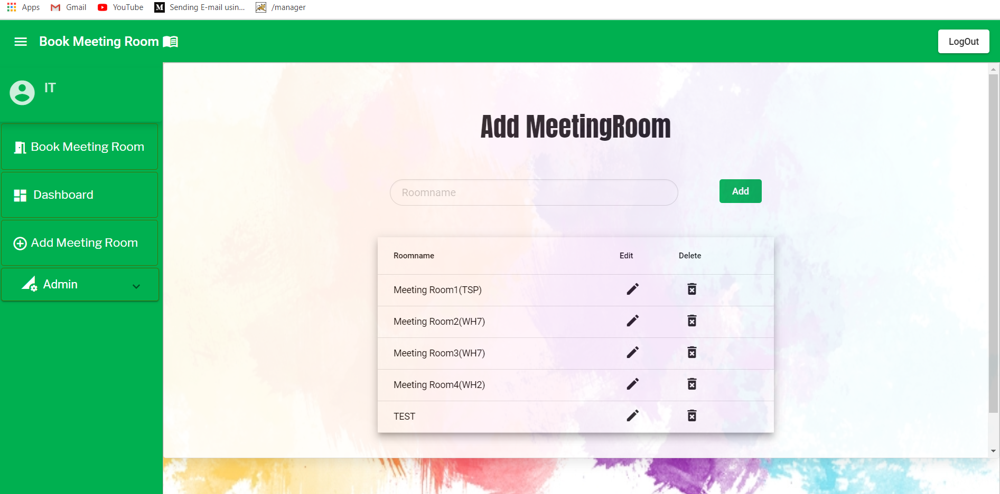 Apps Gmail YouTube Sending E-mail usin... /manager
Book Meeting Room LogOut
IT
Book Meeting Room
Dashboard
Add Meeting Room
Admin
Add MeetingRoom
Roomname Add
Roomname Edit Delete
Meeting Room1(TSP)
Meeting Room2(WH7)
Meeting Room3(WH7)
Meeting Room4(WH2)
TEST